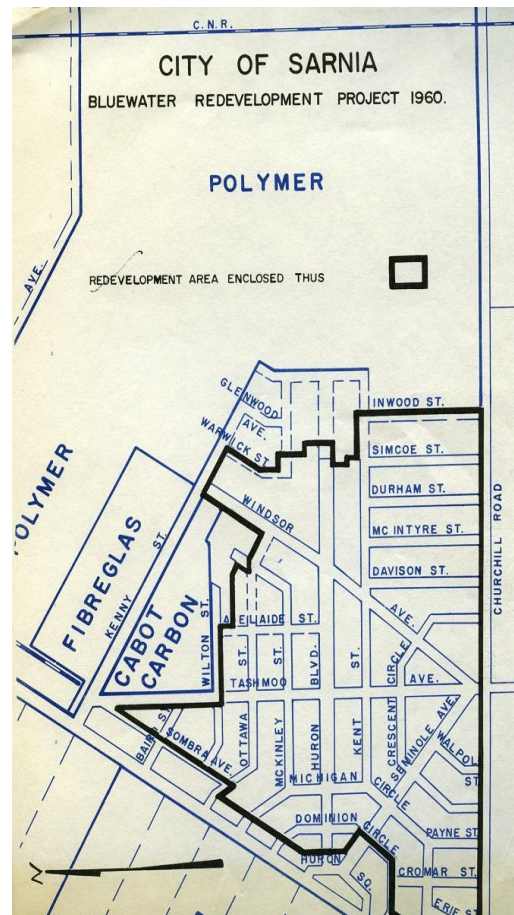 C.N.R.
CITY OF SARNIA
BLUEWATER REDEVELOPMENT PROJECT 1960.
POLYMER
AVE.
REDEVELOPMENT AREA ENCLOSED THUS
GLENWOOD
AVE.
INWOOD ST.
WARWICK ST.
SIMCOE ST.
POLYMER
DURHAM ST.
WINDSOR
AVE.
CHURCHILL ROAD
MC INTYRE ST.
FIBREGLAS
KENNY ST.
DAVISON ST.
CABOT
CARBON
WILTON ST.
ADELAIDE ST.
TASHMOO
AVE.
OTTAWA ST.
MCKINLEY ST.
HURON BLVD.
KENT ST.
CRESCENT CIRCLE
SEMINOLE AVE.
BAIRD ST.
SOMBRA AVE.
WALPOL
ST
MICHIGAN
CIRCLE
DOMINION
CIRCLE
PAYNE ST
HURON
SQ.
CROMAR ST.
ERIE ST
N